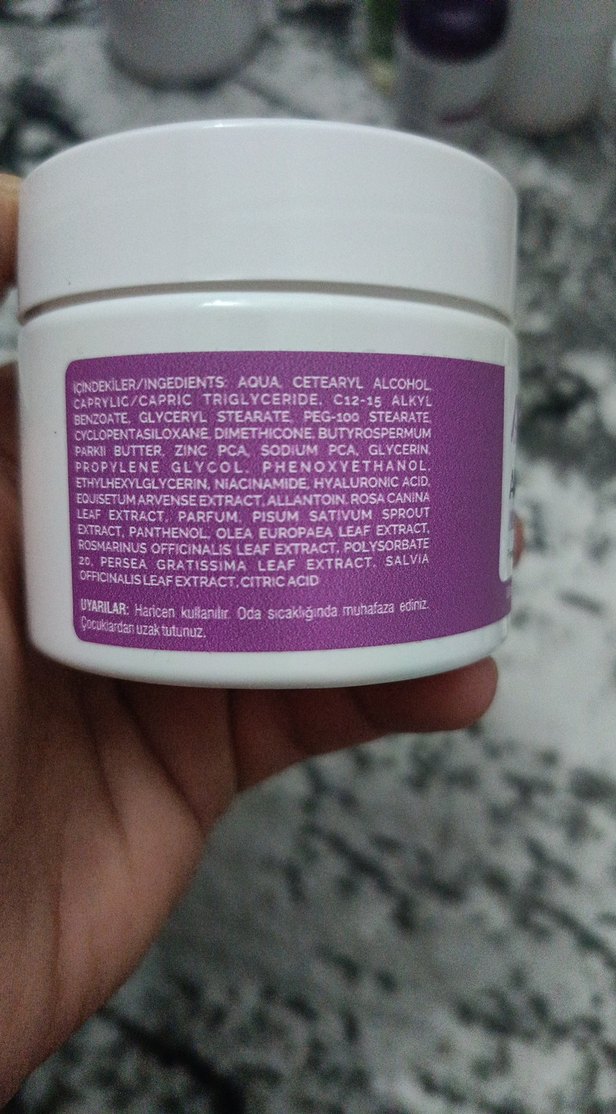 İÇİNDEKİLER/INGEDIENTS: AQUA, CETEARYL ALCOHOL,
CAPRYLIC/CAPRIC TRIGLYCERIDE, C12-15 ALKYL
BENZOATE, GLYCERYL STEARATE, PEG-100 STEARATE,
CYCLOPENTASILOXANE, DIMETHICONE, BUTYROSPERMUM
PARKII BUTTER, ZINC PCA, SODIUM PCA, GLYCERIN,
PROPYLENE GLYCOL, PHENOXYETHANOL,
ETHYLHEXYLGLYCERIN, NIACINAMIDE, HYALURONIC ACID,
EQUISETUM ARVENSE EXTRACT, ALLANTOIN, ROSA CANINA
LEAF EXTRACT, PARFUM, PISUM SATIVUM SPROUT
EXTRACT, PANTHENOL, OLEA EUROPAEA LEAF EXTRACT,
ROSMARINUS OFFICINALIS LEAF EXTRACT, POLYSORBATE
20, PERSEA GRATISSIMA LEAF EXTRACT, SALVIA
OFFICINALIS LEAF EXTRACT, CITRIC ACID
UYARILAR: Haricen kullanılır. Oda sıcaklığında muhafaza ediniz.
Çocuklardan uzak tutunuz.